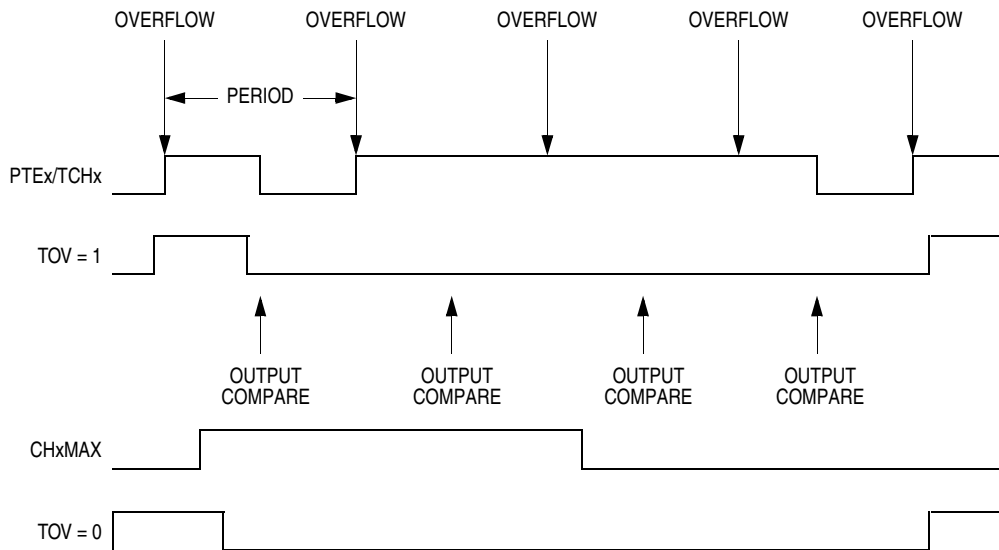 OVERFLOW OVERFLOW OVERFLOW OVERFLOW OVERFLOW
PERIOD
PTEx/TCHx
TOV = 1
OUTPUT COMPARE
OUTPUT COMPARE
OUTPUT COMPARE
OUTPUT COMPARE
CHxMAX
TOV = 0